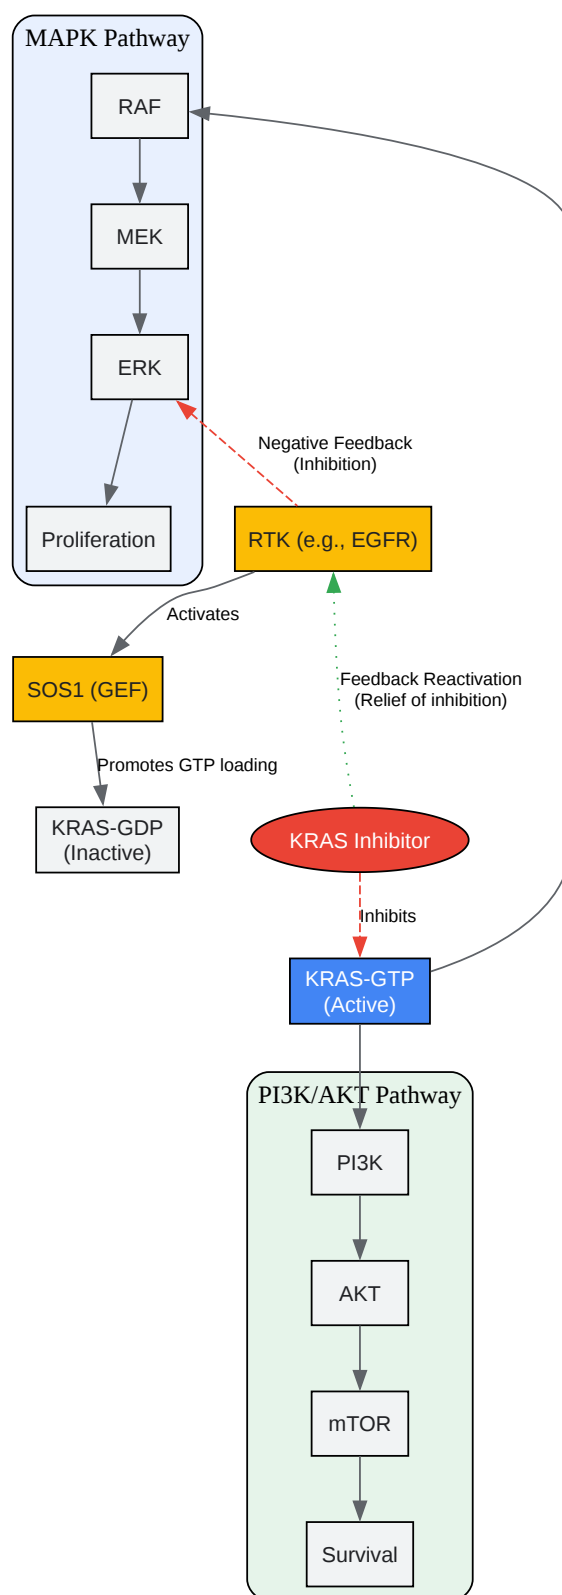 MAPK Pathway
RAF
MEK
ERK
Negative Feedback
(Inhibition)
Proliferation
RTK (e.g., EGFR)
Activates
SOS1 (GEF)
Feedback Reactivation
(Relief of inhibition)
Promotes GTP loading
KRAS-GDP
(Inactive)
KRAS Inhibitor
Inhibits
KRAS-GTP
(Active)
PI3K/AKT Pathway
PI3K
AKT
mTOR
Survival